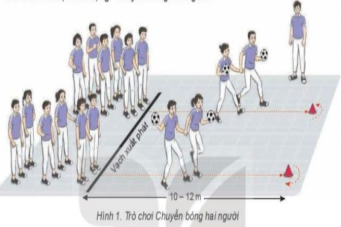 Vạch xuất phát
10 – 12 m
Hình 1. Trò chơi Chuyền bóng hai người